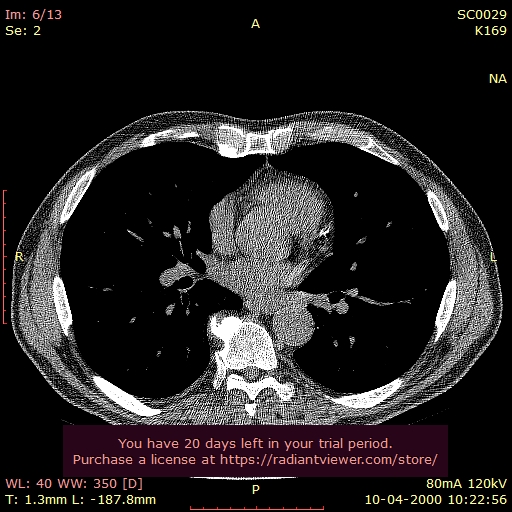 Im: 6/13
Se: 2
A
SC0029
K169
NA
R
L
You have 20 days left in your trial period.
Purchase a license at https://radiantviewer.com/store/
WL: 40 WW: 350 [D]
T: 1.3mm L: -187.8mm
P
80mA 120kV
10-04-2000 10:22:56